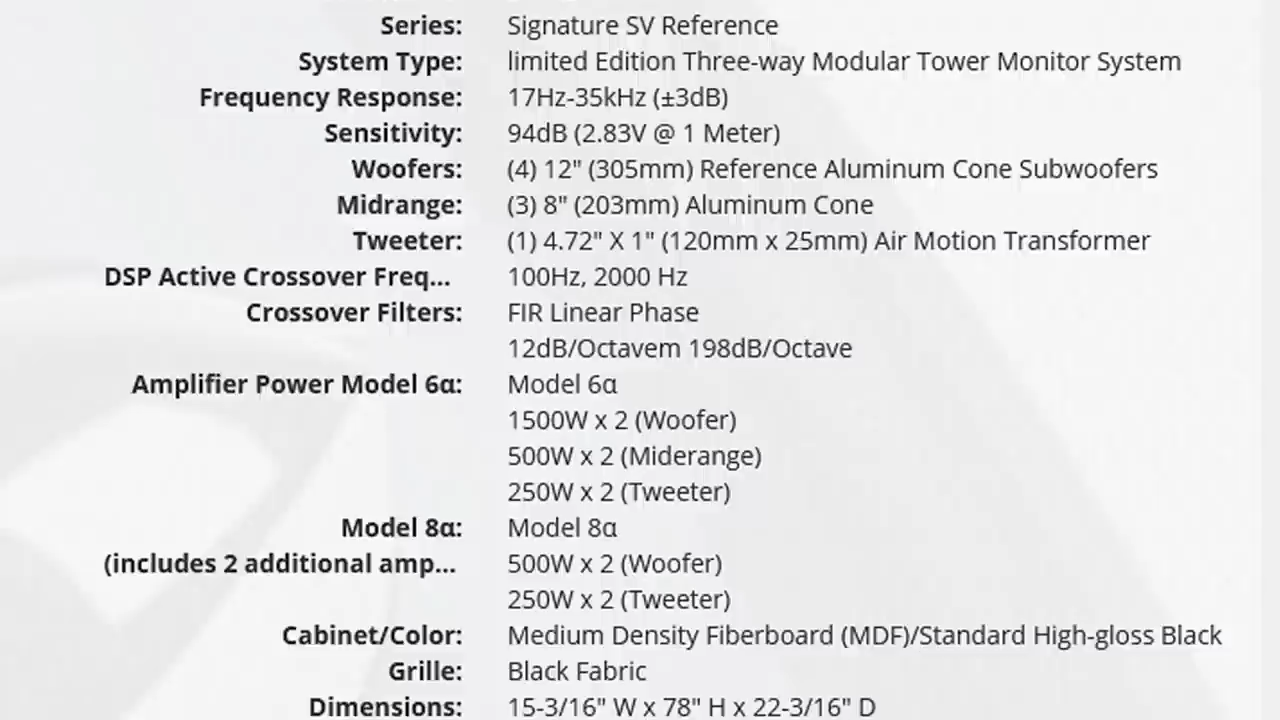 Series: Signature SV Reference
System Type: limited Edition Three-way Modular Tower Monitor System
Frequency Response: 17Hz-35kHz (±3dB)
Sensitivity: 94dB (2.83V @ 1 Meter)
Woofers: (4) 12" (305mm) Reference Aluminum Cone Subwoofers
Midrange: (3) 8" (203mm) Aluminum Cone
Tweeter: (1) 4.72" X 1" (120mm x 25mm) Air Motion Transformer
DSP Active Crossover Freq... 100Hz, 2000 Hz
Crossover Filters: FIR Linear Phase
12dB/Octavem 198dB/Octave
Amplifier Power Model 6α: Model 6α
1500W x 2 (Woofer)
500W x 2 (Miderange)
250W x 2 (Tweeter)
Model 8α: Model 8α
(includes 2 additional amp... 500W x 2 (Woofer)
250W x 2 (Tweeter)
Cabinet/Color: Medium Density Fiberboard (MDF)/Standard High-gloss Black
Grille: Black Fabric
Dimensions: 15-3/16" W x 78" H x 22-3/16" D